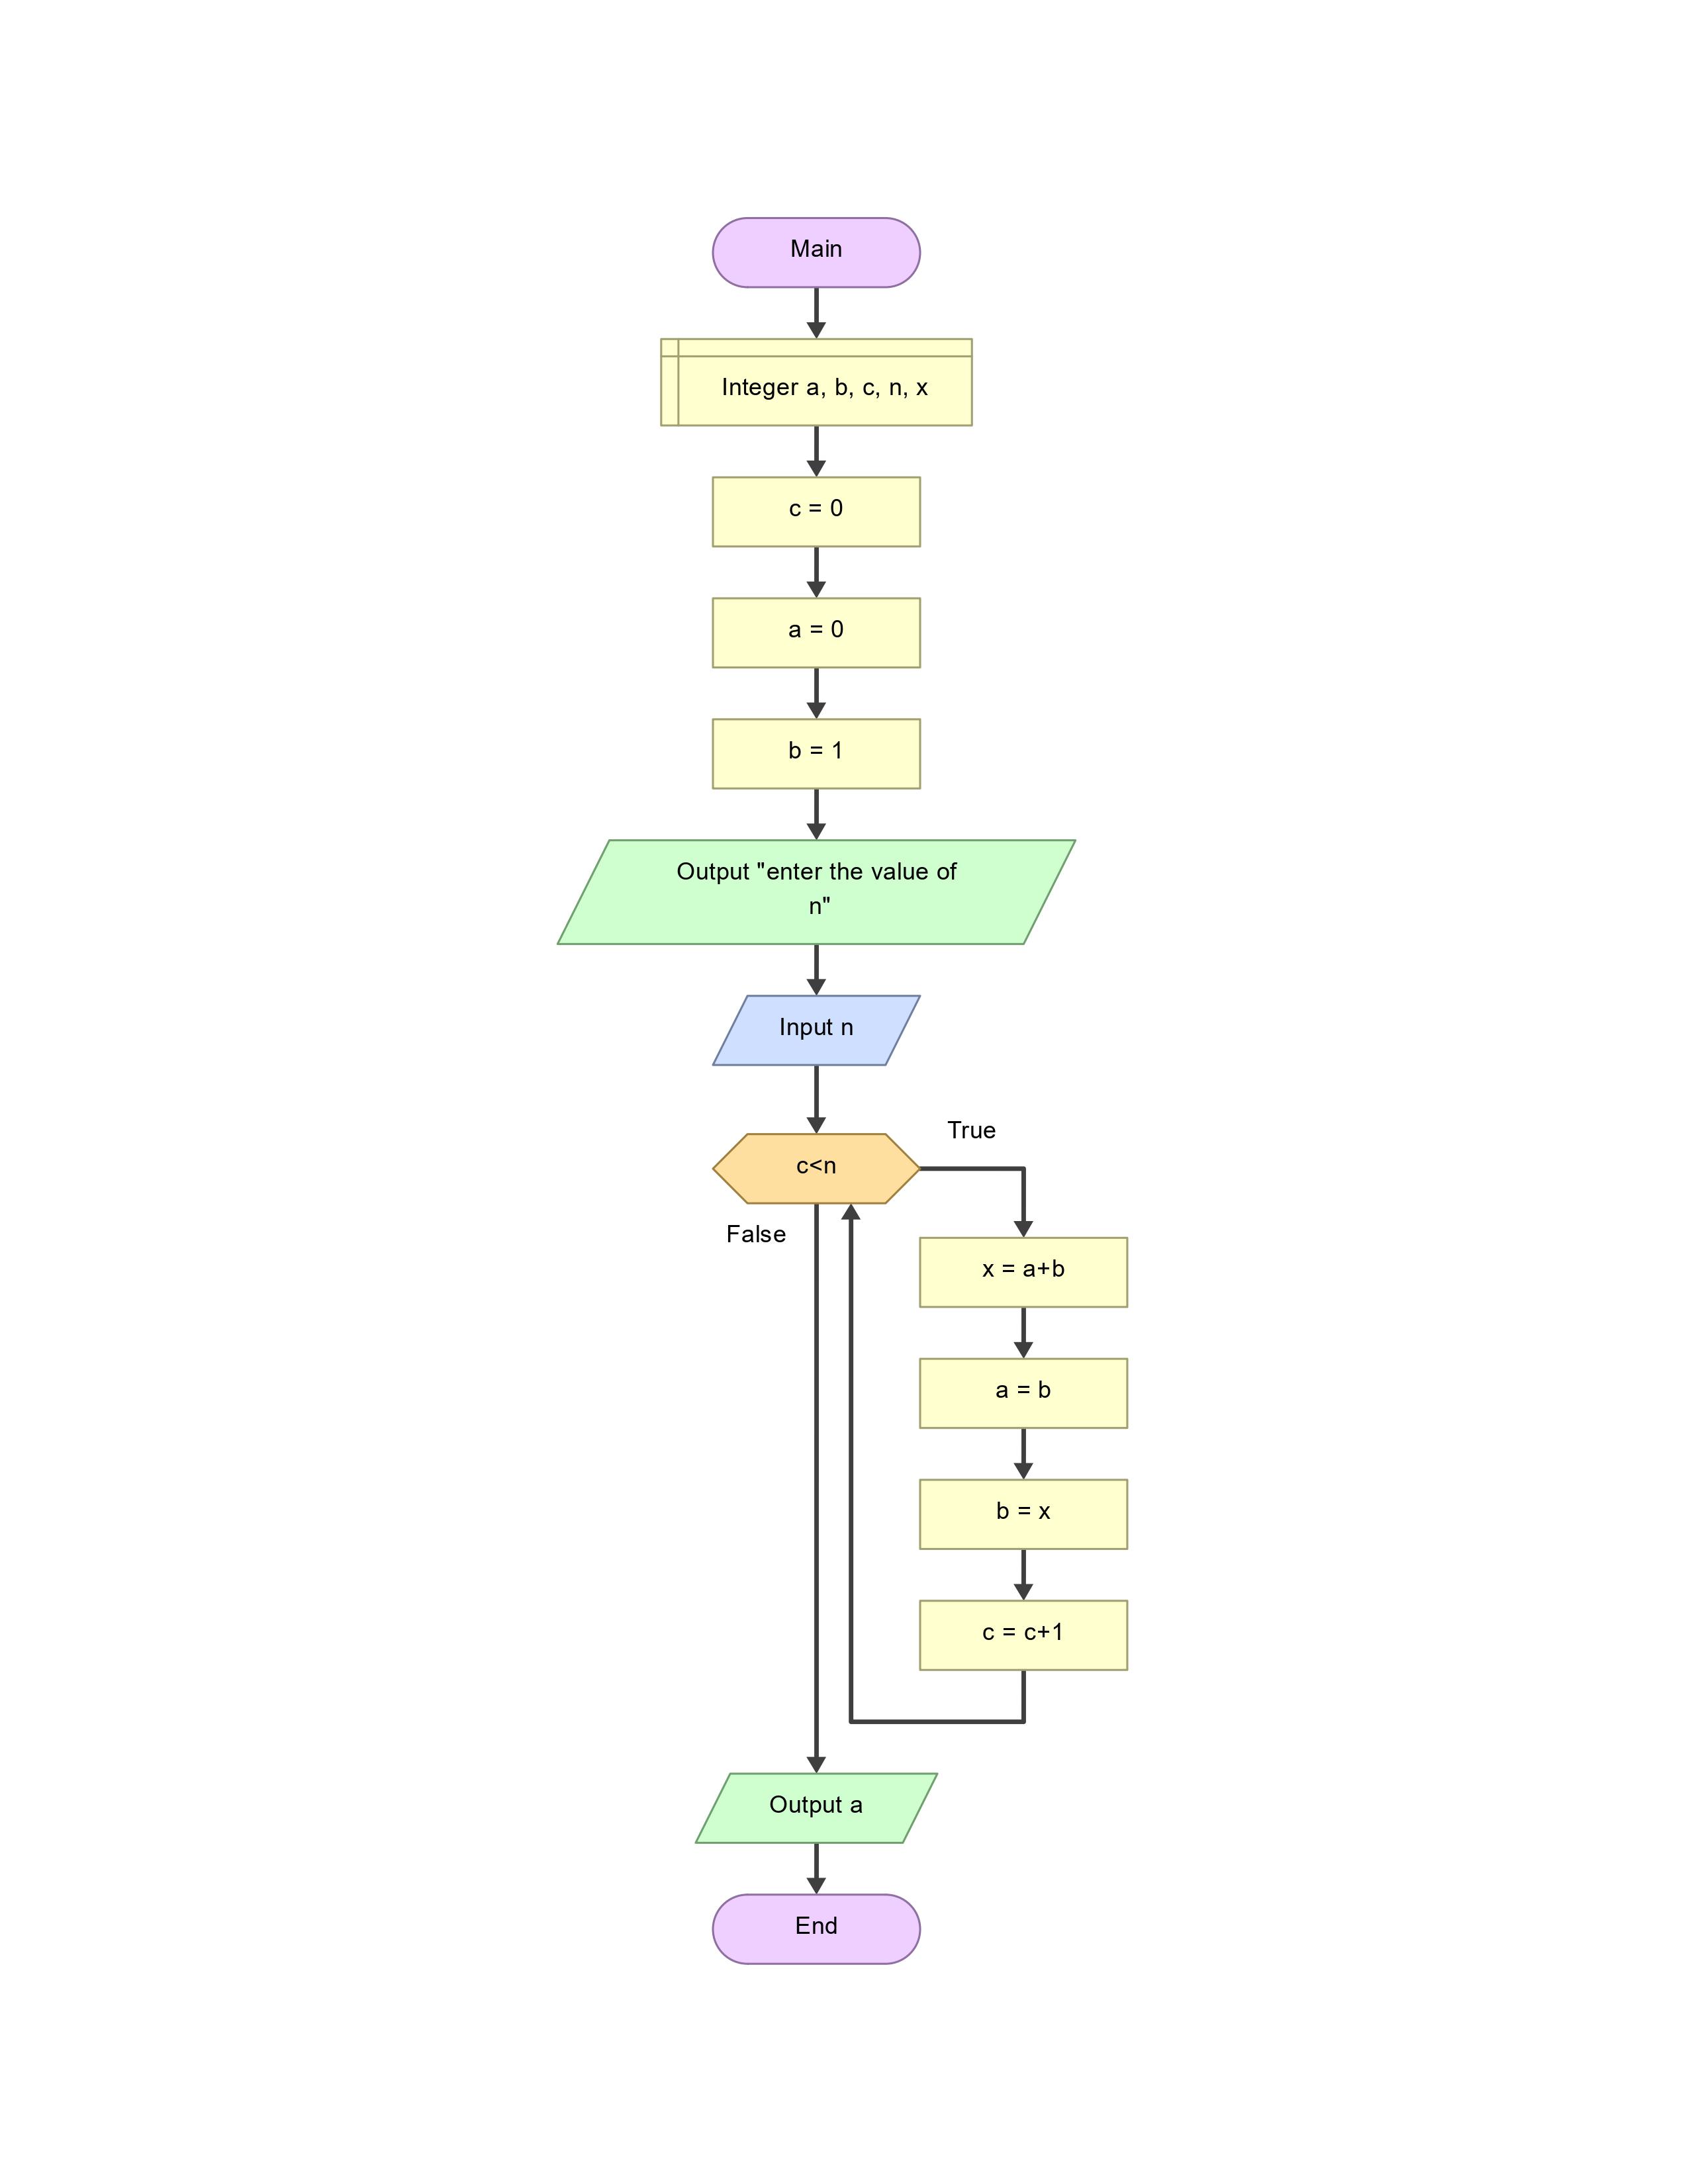 Main
Integer a, b, c, n, x
c = 0
a = 0
b = 1
Output "enter the value of
n"
Input n
True
c<n
False
x = a+b
a = b
b = x
c = c+1
Output a
End